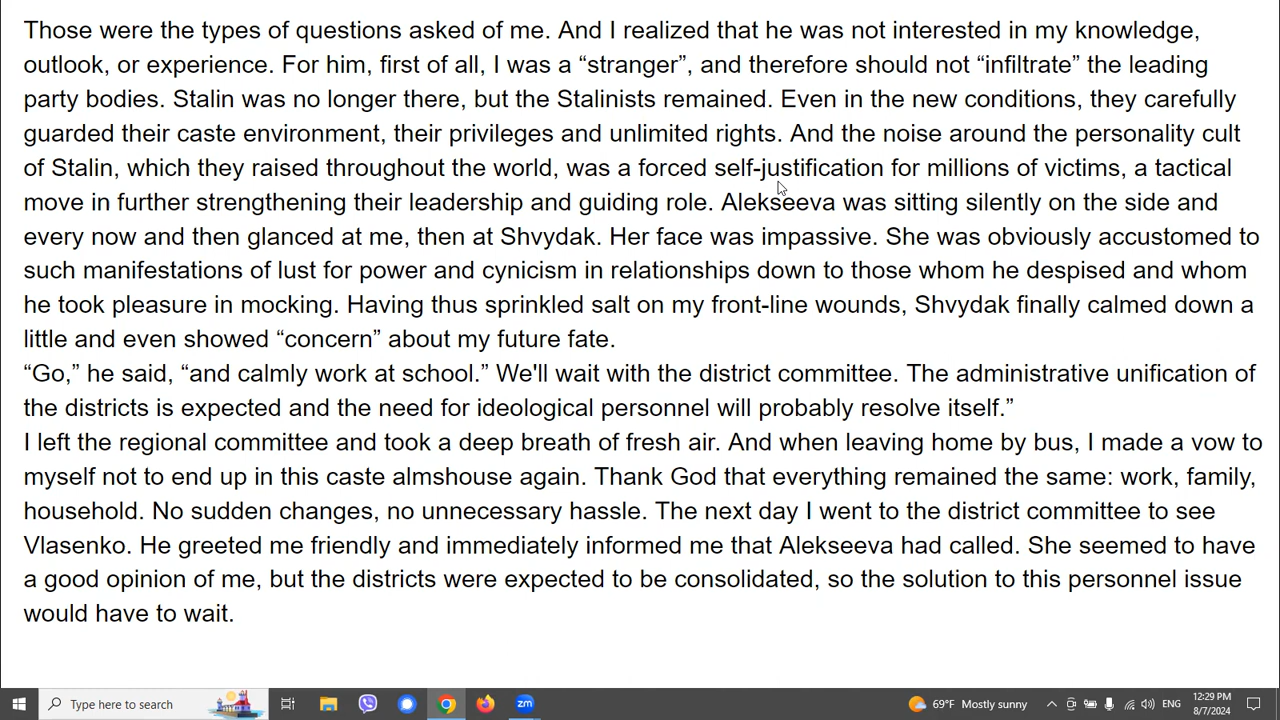 Those were the types of questions asked of me. And I realized that he was not interested in my knowledge,
outlook, or experience. For him, first of all, I was a “stranger”, and therefore should not “infiltrate” the leading
party bodies. Stalin was no longer there, but the Stalinists remained. Even in the new conditions, they carefully
guarded their caste environment, their privileges and unlimited rights. And the noise around the personality cult
of Stalin, which they raised throughout the world, was a forced self-justification for millions of victims, a tactical
move in further strengthening their leadership and guiding role. Alekseeva was sitting silently on the side and
every now and then glanced at me, then at Shvydak. Her face was impassive. She was obviously accustomed to
such manifestations of lust for power and cynicism in relationships down to those whom he despised and whom
he took pleasure in mocking. Having thus sprinkled salt on my front-line wounds, Shvydak finally calmed down a
little and even showed “concern” about my future fate.
“Go,” he said, “and calmly work at school.” We'll wait with the district committee. The administrative unification of
the districts is expected and the need for ideological personnel will probably resolve itself.”
I left the regional committee and took a deep breath of fresh air. And when leaving home by bus, I made a vow to
myself not to end up in this caste almshouse again. Thank God that everything remained the same: work, family,
household. No sudden changes, no unnecessary hassle. The next day I went to the district committee to see
Vlasenko. He greeted me friendly and immediately informed me that Alekseeva had called. She seemed to have
a good opinion of me, but the districts were expected to be consolidated, so the solution to this personnel issue
would have to wait.
Type here to search
zm
69°F Mostly sunny
ENG
12:29 PM
8/7/2024